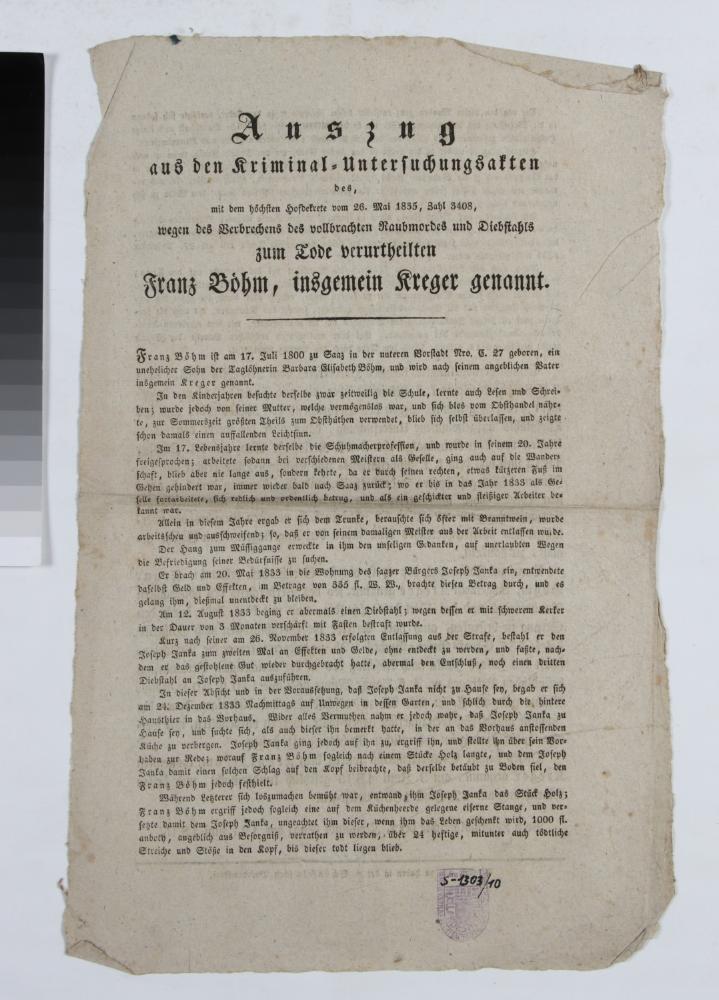 Auszug
aus den Kriminal-Untersuchungsakten
des,
mit dem höchsten Hofdekrete vom 26. Mai 1835, Zahl 3408,
wegen des Verbrechens des vollbrachten Raubmordes und Diebstahls
zum Tode verurtheilten
Franz Böhm, insgemein Kreger genannt.
Franz Böhm ist am 17. Juli 1800 zu Saaz in der unteren Vorstadt Nro. C. 27 geboren, ein
unehelicher Sohn der Taglöhnerin Barbara Elisabeth Böhm, und wird nach seinem angeblichen Vater
insgemein Kreger genannt.
In den Kinderjahren besuchte derselbe zwar zeitweilig die Schule, lernte auch Lesen und Schrei-
ben; wurde jedoch von seiner Mutter, welche vermögenslos war, und sich blos vom Obsthandel nähr-
te, zur Sommerszeit größten Theils zum Obsthüthen verwendet, blieb sich selbst überlassen, und zeigte
schon damals einen auffallenden Leichtsinn.
Im 17. Lebensjahre lernte derselbe die Schuhmacherprofession, und wurde in seinem 20. Jahre
freigesprochen; arbeitete sodann bei verschiedenen Meistern als Geselle, ging auch auf die Wander-
schaft, blieb aber nie lange aus, sondern kehrte, da er durch seinen rechten, etwas kürzeren Fuß im
Gehen gehindert war, immer wieder bald nach Saaz zurück; wo er bis in das Jahr 1833 als Ge-
selle fortarbeitete, sich redlich und ordentlich betrug, und als ein geschickter und fleißiger Arbeiter be-
kannt war.
Allein in diesem Jahre ergab er sich dem Trunke, berauschte sich öfter mit Branntwein, wurde
arbeitsscheu und ausschweifend; so, daß er von seinem damaligen Meister aus der Arbeit entlassen wurde.
Der Hang zum Müssiggange erweckte in ihm den unseligen Gedanken, auf unerlaubten Wegen
die Befriedigung seiner Bedürfnisse zu suchen.
Er brach am 20. Mai 1833 in die Wohnung des saazer Bürgers Joseph Janka ein, entwendete
daselbst Geld und Effekten, im Betrage von 335 fl. W. W., brachte diesen Betrag durch, und es
gelang ihm, dießmal unentdeckt zu bleiben.
Am 12. August 1833 beging er abermals einen Diebstahl; wegen dessen er mit schwerem Kerker
in der Dauer von 3 Monaten verschärft mit Fasten bestraft wurde.
Kurz nach seiner am 26. November 1833 erfolgten Entlassung aus der Strafe, bestahl er den
Joseph Janka zum zweiten Mal an Effekten und Gelde, ohne entdeckt zu werden, und faßte, nach-
dem er das gestohlene Gut wieder durchgebracht hatte, abermal den Entschluß, noch einen dritten
Diebstahl an Joseph Janka auszuführen.
In dieser Absicht und in der Voraussetzung, daß Joseph Janka nicht zu Hause sey, begab er sich
am 24. Dezember 1833 Nachmittags auf Unwegen in dessen Garten, und schlich durch die hintere
Hausthier in das Vorhaus. Wider alles Vermuthen nahm er jedoch wahr, daß Joseph Janka zu
Hause sey, und suchte sich, als auch dieser ihn bemerkt hatte, in der an das Vorhaus anstossenden
Küche zu verbergen. Joseph Janka ging jedoch auf ihn zu, ergriff ihn, und stellte ihn über sein Vor-
haben zur Rede; worauf Franz Böhm sogleich nach einem Stücke Holz langte, und dem Joseph
Janka damit einen solchen Schlag auf den Kopf beibrachte, daß derselbe betäubt zu Boden fiel, den
Franz Böhm jedoch festhielt.
Während Letzterer sich loszumachen bemüht war, entwand ihm Joseph Janka das Stück Holz;
Franz Böhm ergriff jedoch sogleich eine auf dem Küchenheerde gelegene eiserne Stange, und ver-
setzte damit dem Joseph Janka, ungeachtet ihm dieser, wenn ihm das Leben geschenkt wird, 1000 fl.
anboth, angeblich aus Besorgniß, verrathen zu werden, über 24 heftige, mitunter auch tödtliche
Streiche und Stöße in den Kopf, bis dieser todt liegen blieb.
S-1303/10